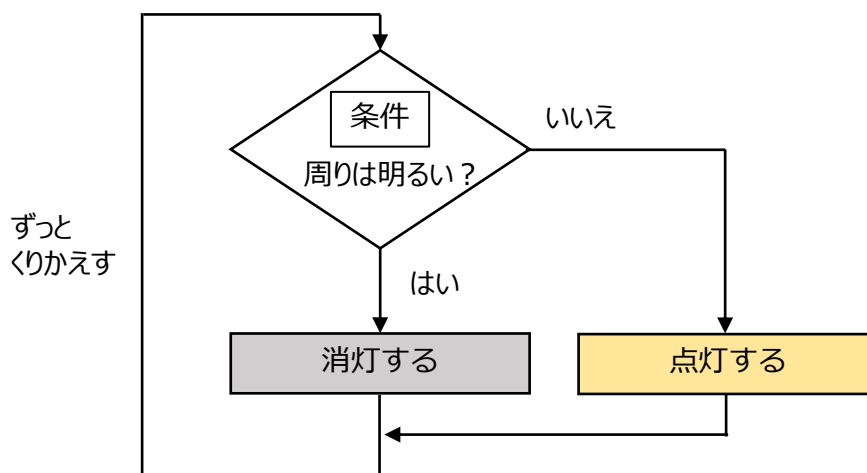 条件
周りは明るい？
いいえ
ずっと
くりかえす
はい
消灯する
点灯する